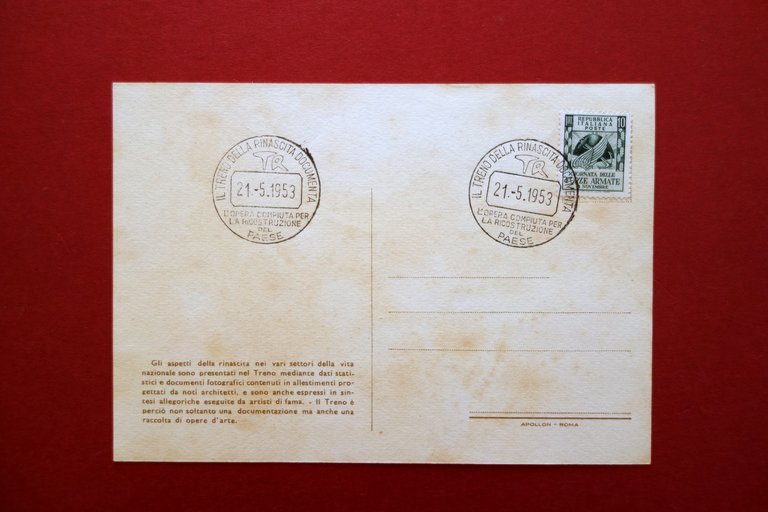 IL TRENO DELLA RINASCITA DOCUMENTA
TR
21.-5.1953
L'OPERA COMPIUTA PER
LA RICOSTRUZIONE
DEL
PAESE
IL TRENO DELLA RINASCITA DOCUMENTA
TR
21.-5.1953
L'OPERA COMPIUTA PER
LA RICOSTRUZIONE
DEL
PAESE
REPUBBLICA
10
ITALIANA
POSTE
GIORNATA DELLE
ARMATE
NOVEMBRE
Gli aspetti della rinascita nei vari settori della vita
nazionale sono presentati nel Treno mediante dati stati-
stici e documenti fotografici contenuti in allestimenti pro-
gettati da noti architetti, e sono anche espressi in sin-
tesi allegoriche eseguite da artisti di fama. - Il Treno è
perciò non soltanto una documentazione ma anche una
raccolta di opere d'arte.
APOLLON - ROMA